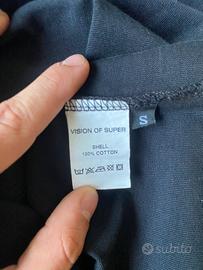 VISION OF SUPER
SHELL
100% COTTON
S
subito